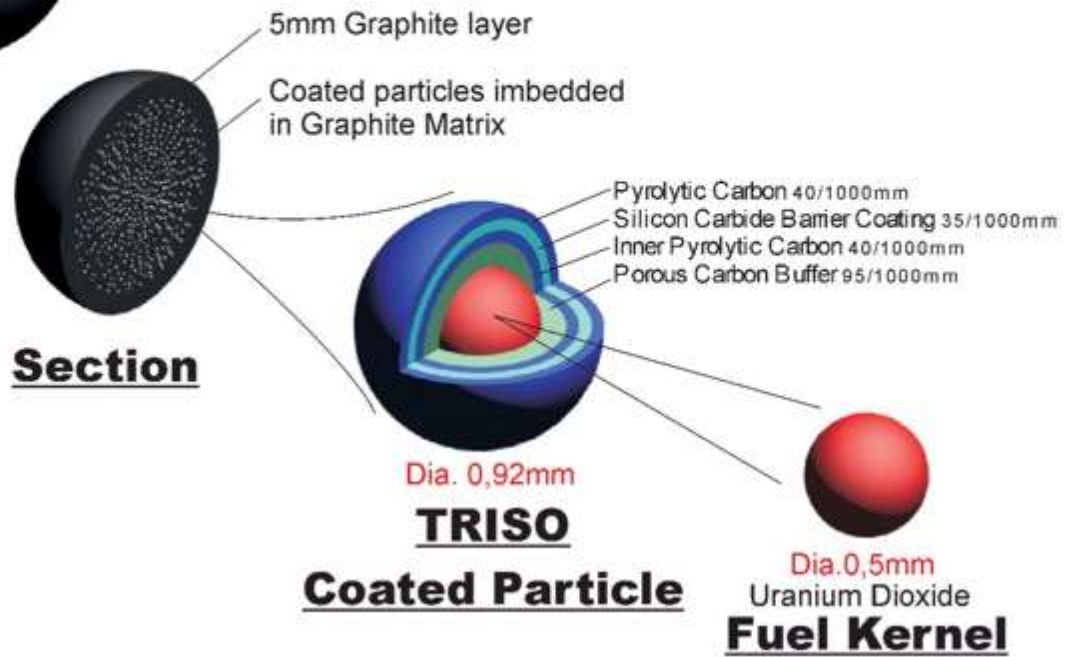 5mm Graphite layer
Coated particles imbedded
in Graphite Matrix
Section
Pyrolytic Carbon 40/1000mm
Silicon Carbide Barrier Coating 35/1000mm
Inner Pyrolytic Carbon 40/1000mm
Porous Carbon Buffer 95/1000mm
Dia. 0,92mm
TRISO
Coated Particle
Dia.0,5mm
Uranium Dioxide
Fuel Kernel